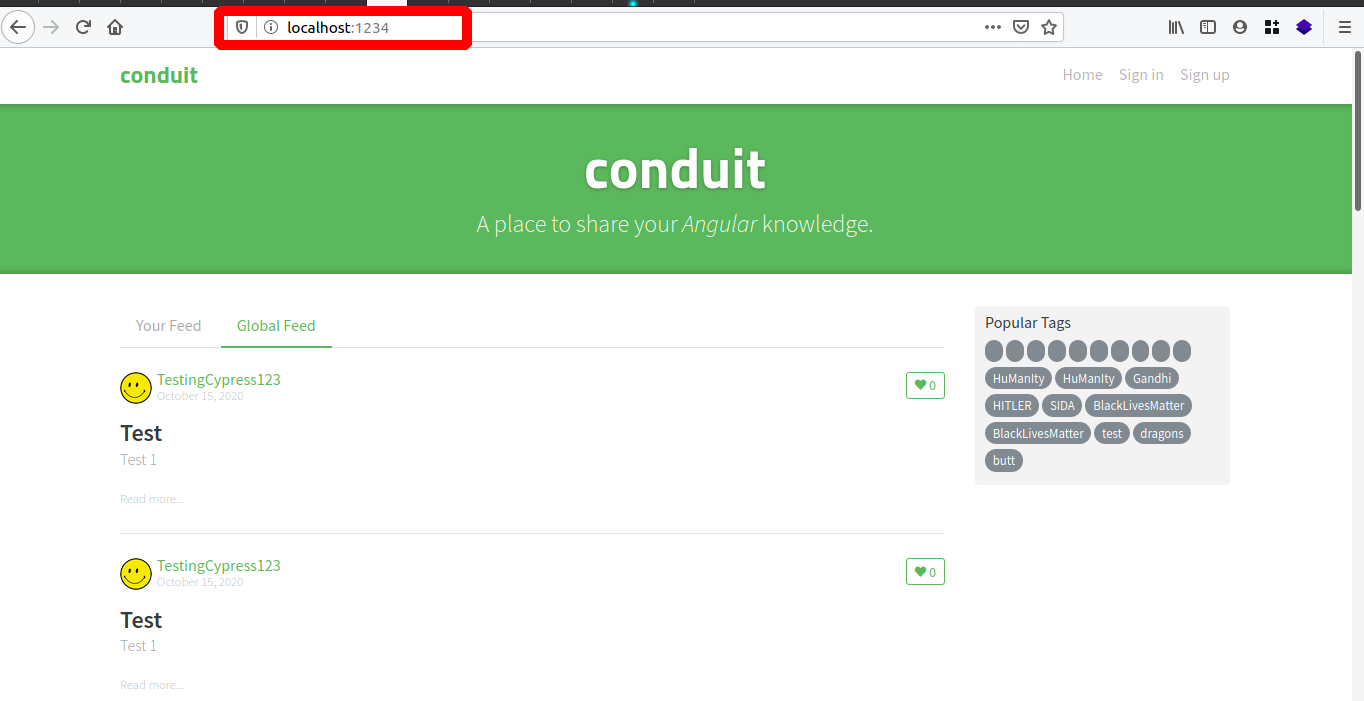 localhost:1234
conduit
Home Sign in Sign up
conduit
A place to share your Angular knowledge.
Your Feed Global Feed
TestingCypress123
October 15, 2020
0
Test
Test 1
Read more...
TestingCypress123
October 15, 2020
0
Test
Test 1
Read more...
Popular Tags
HuManIty HuManIty Gandhi
HITLER SIDA BlackLivesMatter
BlackLivesMatter test dragons
butt